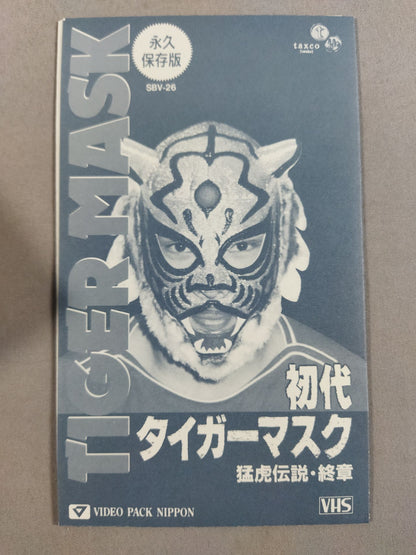 TIGER MASK
永久
保存版
SBV-26
taxco
初代
タイガーマスク
猛虎伝説・終章
VIDEO PACK NIPPON
VHS